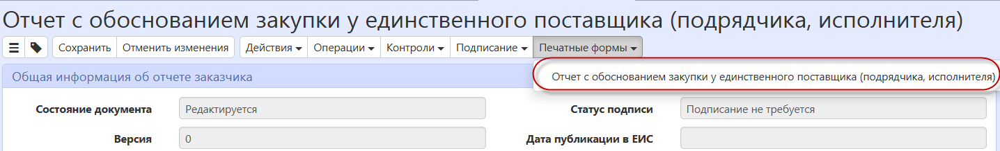 Отчет с обоснованием закупки у единственного поставщика (подрядчика, исполнителя)
Сохранить Отменить изменения Действия Операции Контроли Подписание Печатные формы
Общая информация об отчете заказчика
Отчет с обоснованием закупки у единственного поставщика (подрядчика, исполнителя)
Состояние документа Редактируется Статус подписи Подписание не требуется
Версия 0 Дата публикации в ЕИС